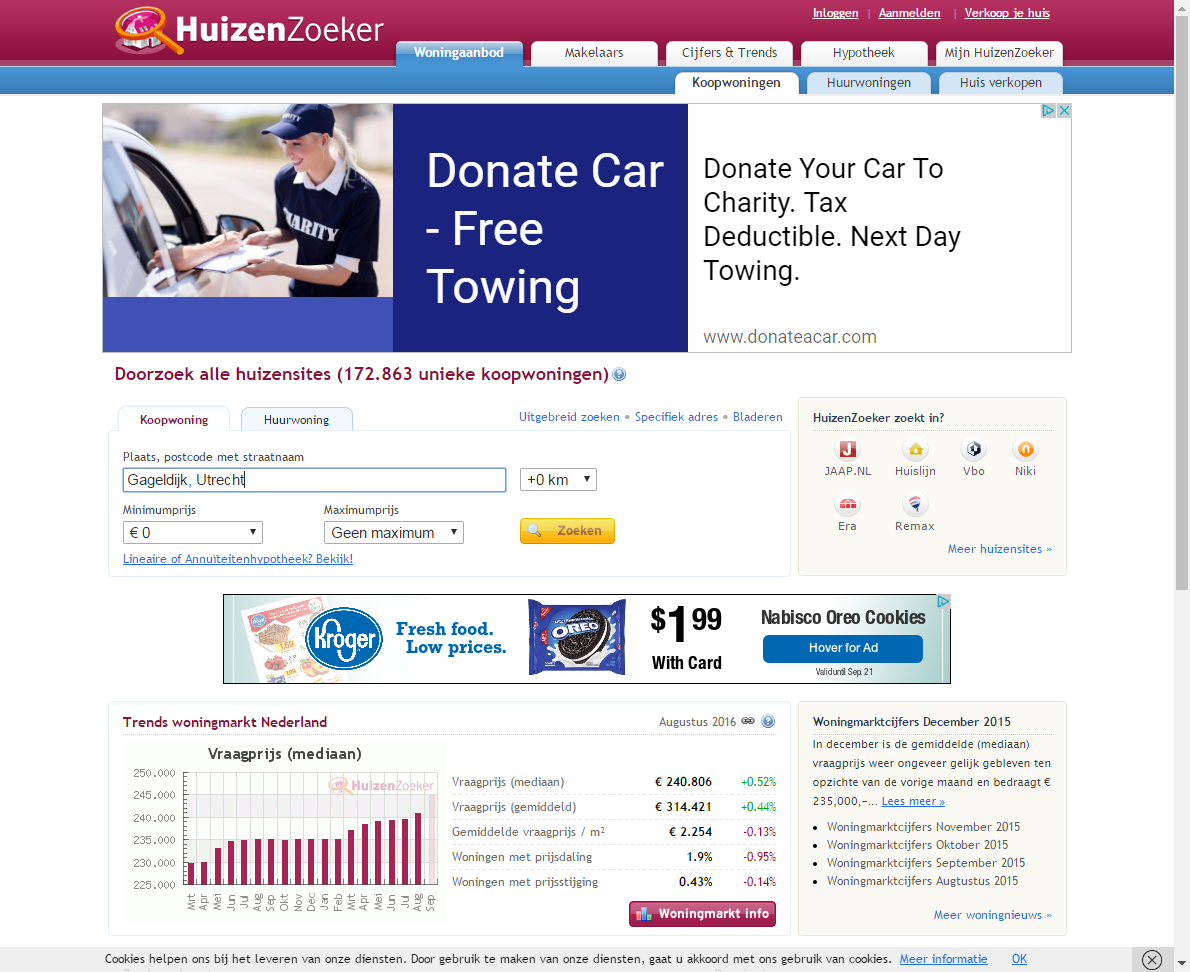 Inloggen | Aanmelden | Verkoop je huis
HuizenZoeker
Woningaanbod
Makelaars
Cijfers & Trends
Hypotheek
Mijn HuizenZoeker
Koopwoningen
Huurwoningen
Huis verkopen
CHARITY
Donate Car
- Free
Towing
Donate Your Car To
Charity. Tax
Deductible. Next Day
Towing.
www.donateacar.com
Doorzoek alle huizensites (172.863 unieke koopwoningen)
Koopwoning
Huurwoning
Uitgebreid zoeken • Specifiek adres • Bladeren
Plaats, postcode met straatnaam
Gageldijk, Utrecht
+0 km
Minimumprijs
Maximumprijs
€ 0
Geen maximum
Zoeken
Lineaire of Annuïteitenhypotheek? Bekijk!
HuizenZoeker zoekt in?
JAAP.NL
Huislijn
Vbo
Niki
Era
Remax
Meer huizensites »
Kroger
Fresh food.
Low prices.
OREO
$1.99
With Card
Nabisco Oreo Cookies
Hover for Ad
Valid until Sep. 21
Trends woningmarkt Nederland
Augustus 2016
Vraagprijs (mediaan)
HuizenZoeker
250.000
245.000
240.000
235.000
230.000
225.000
Mrt Apr Mei Jun Jul Aug Sep Okt Nov Dec Jan Feb Mrt Apr Mei Jun Jul Aug Sep
Vraagprijs (mediaan) € 240.806 +0.52%
Vraagprijs (gemiddeld) € 314.421 +0.44%
Gemiddelde vraagprijs / m² € 2.254 -0.13%
Woningen met prijsdaling 1.9% -0.95%
Woningen met prijsstijging 0.43% -0.14%
Woningmarkt info
Woningmarktcijfers December 2015
In december is de gemiddelde (mediaan)
vraagprijs weer ongeveer gelijk gebleven ten
opzichte van de vorige maand en bedraagt €
235,000,-... Lees meer »
• Woningmarktcijfers November 2015
• Woningmarktcijfers Oktober 2015
• Woningmarktcijfers September 2015
• Woningmarktcijfers Augtustus 2015
Meer woningnieuws »
Cookies helpen ons bij het leveren van onze diensten. Door gebruik te maken van onze diensten, gaat u akkoord met ons gebruik van cookies. Meer informatie OK